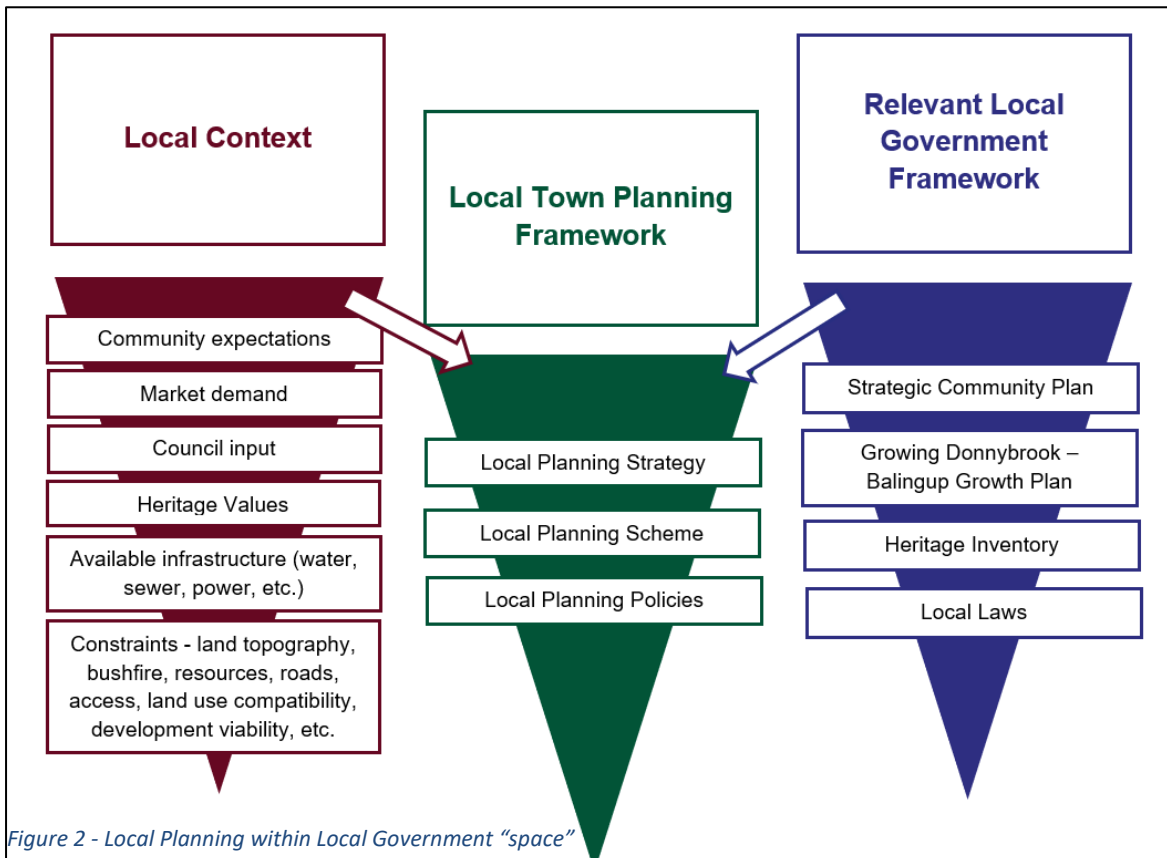 Local Context
Community expectations
Market demand
Council input
Heritage Values
Available infrastructure (water,
sewer, power, etc.)
Constraints - land topography,
bushfire, resources, roads,
access, land use compatibility,
development viability, etc.
Local Town Planning
Framework
Local Planning Strategy
Local Planning Scheme
Local Planning Policies
Relevant Local
Government
Framework
Strategic Community Plan
Growing Donnybrook –
Balingup Growth Plan
Heritage Inventory
Local Laws
Figure 2 - Local Planning within Local Government “space”